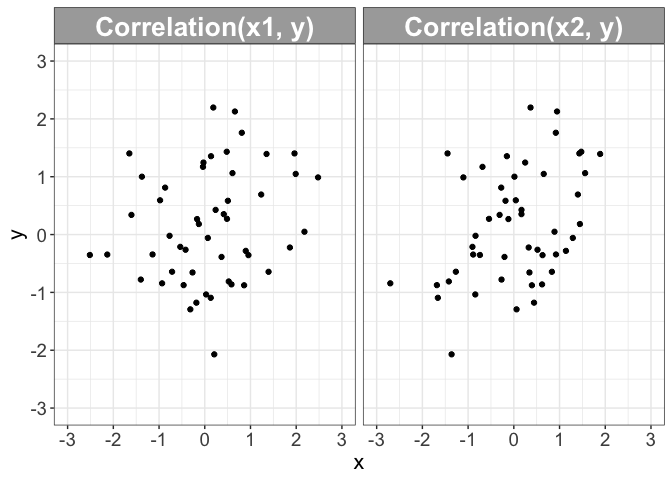 Correlation(x1, y) Correlation(x2, y)
3
2
1
0
-1
-2
-3
y
-3 -2 -1 0 1 2 3 -3 -2 -1 0 1 2 3
x